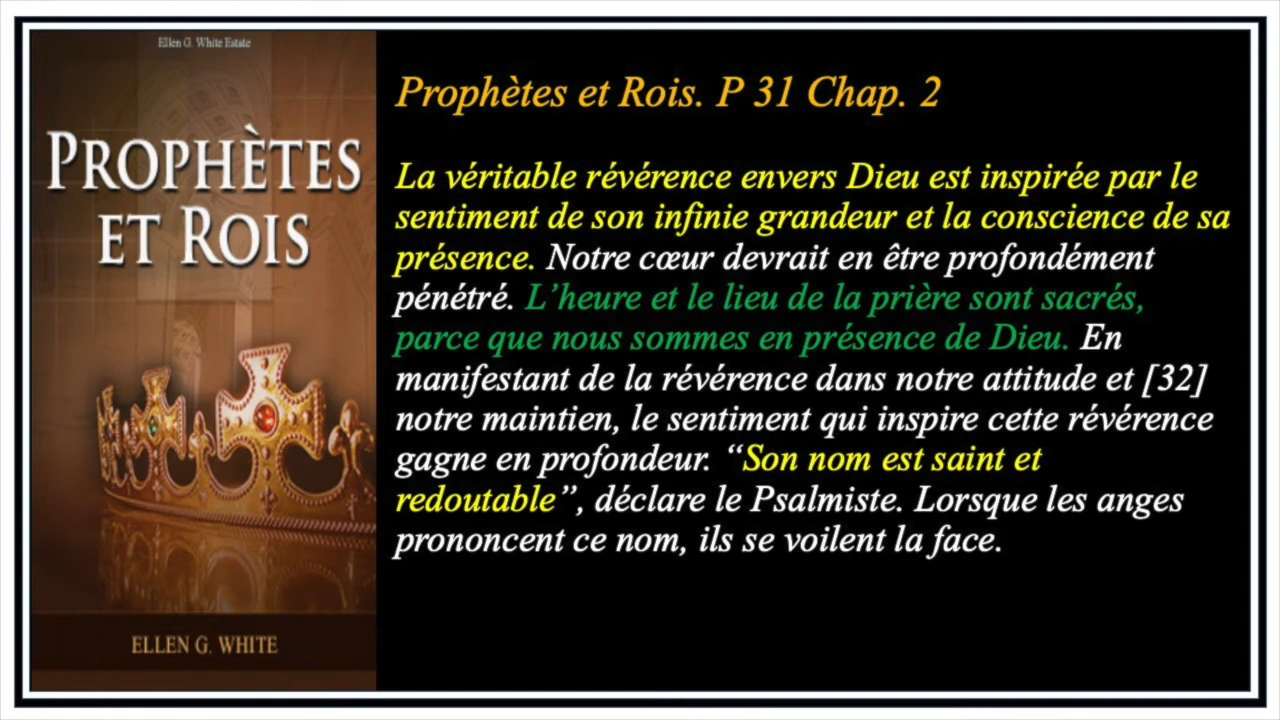 Ellen G. White Estate
PROPHÈTES
ET ROIS
ELLEN G. WHITE
Prophètes et Rois. P 31 Chap. 2
La véritable révérence envers Dieu est inspirée par le
sentiment de son infinie grandeur et la conscience de sa
présence. Notre cœur devrait en être profondément
pénétré. L’heure et le lieu de la prière sont sacrés,
parce que nous sommes en présence de Dieu. En
manifestant de la révérence dans notre attitude et [32]
notre maintien, le sentiment qui inspire cette révérence
gagne en profondeur. “Son nom est saint et
redoutable”, déclare le Psalmiste. Lorsque les anges
prononcent ce nom, ils se voilent la face.